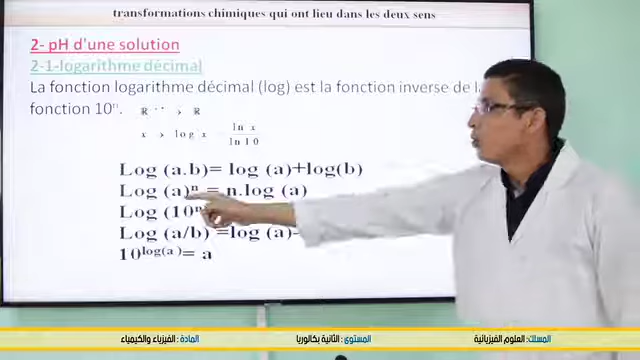 transformations chimiques qui ont lieu dans les deux sens
2- pH d'une solution
2-1-logarithme décimal
La fonction logarithme décimal (log) est la fonction inverse de
fonction 10ⁿ.
x → log x = ln x / ln 10
Log (a.b)= log (a)+log(b)
Log (a)ⁿ = n.log (a)
Log (10ⁿ
Log (a/b) =log (a)-
10^log(a) = a
المسلك: العلوم الفيزيائية
المستوى: الثانية بكالوريا
المادة: الفيزياء والكيمياء